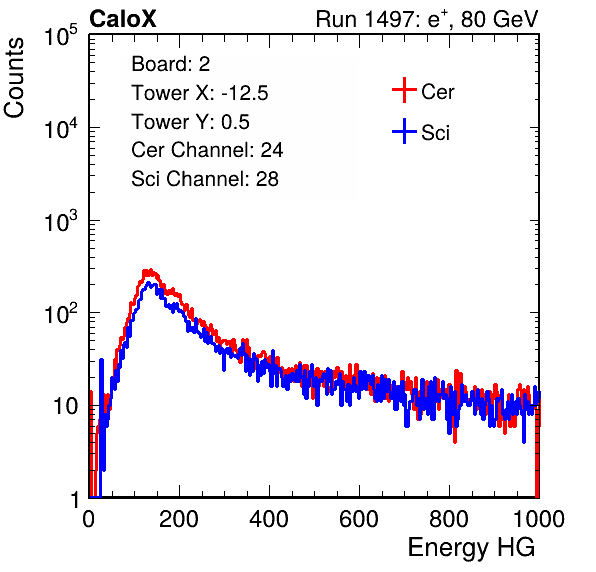 CaloX Run 1497: e⁺, 80 GeV
Counts
Board: 2
Tower X: -12.5
Tower Y: 0.5
Cer Channel: 24
Sci Channel: 28
Cer
Sci
10⁵
10⁴
10³
10²
10
1
0 200 400 600 800 1000
Energy HG